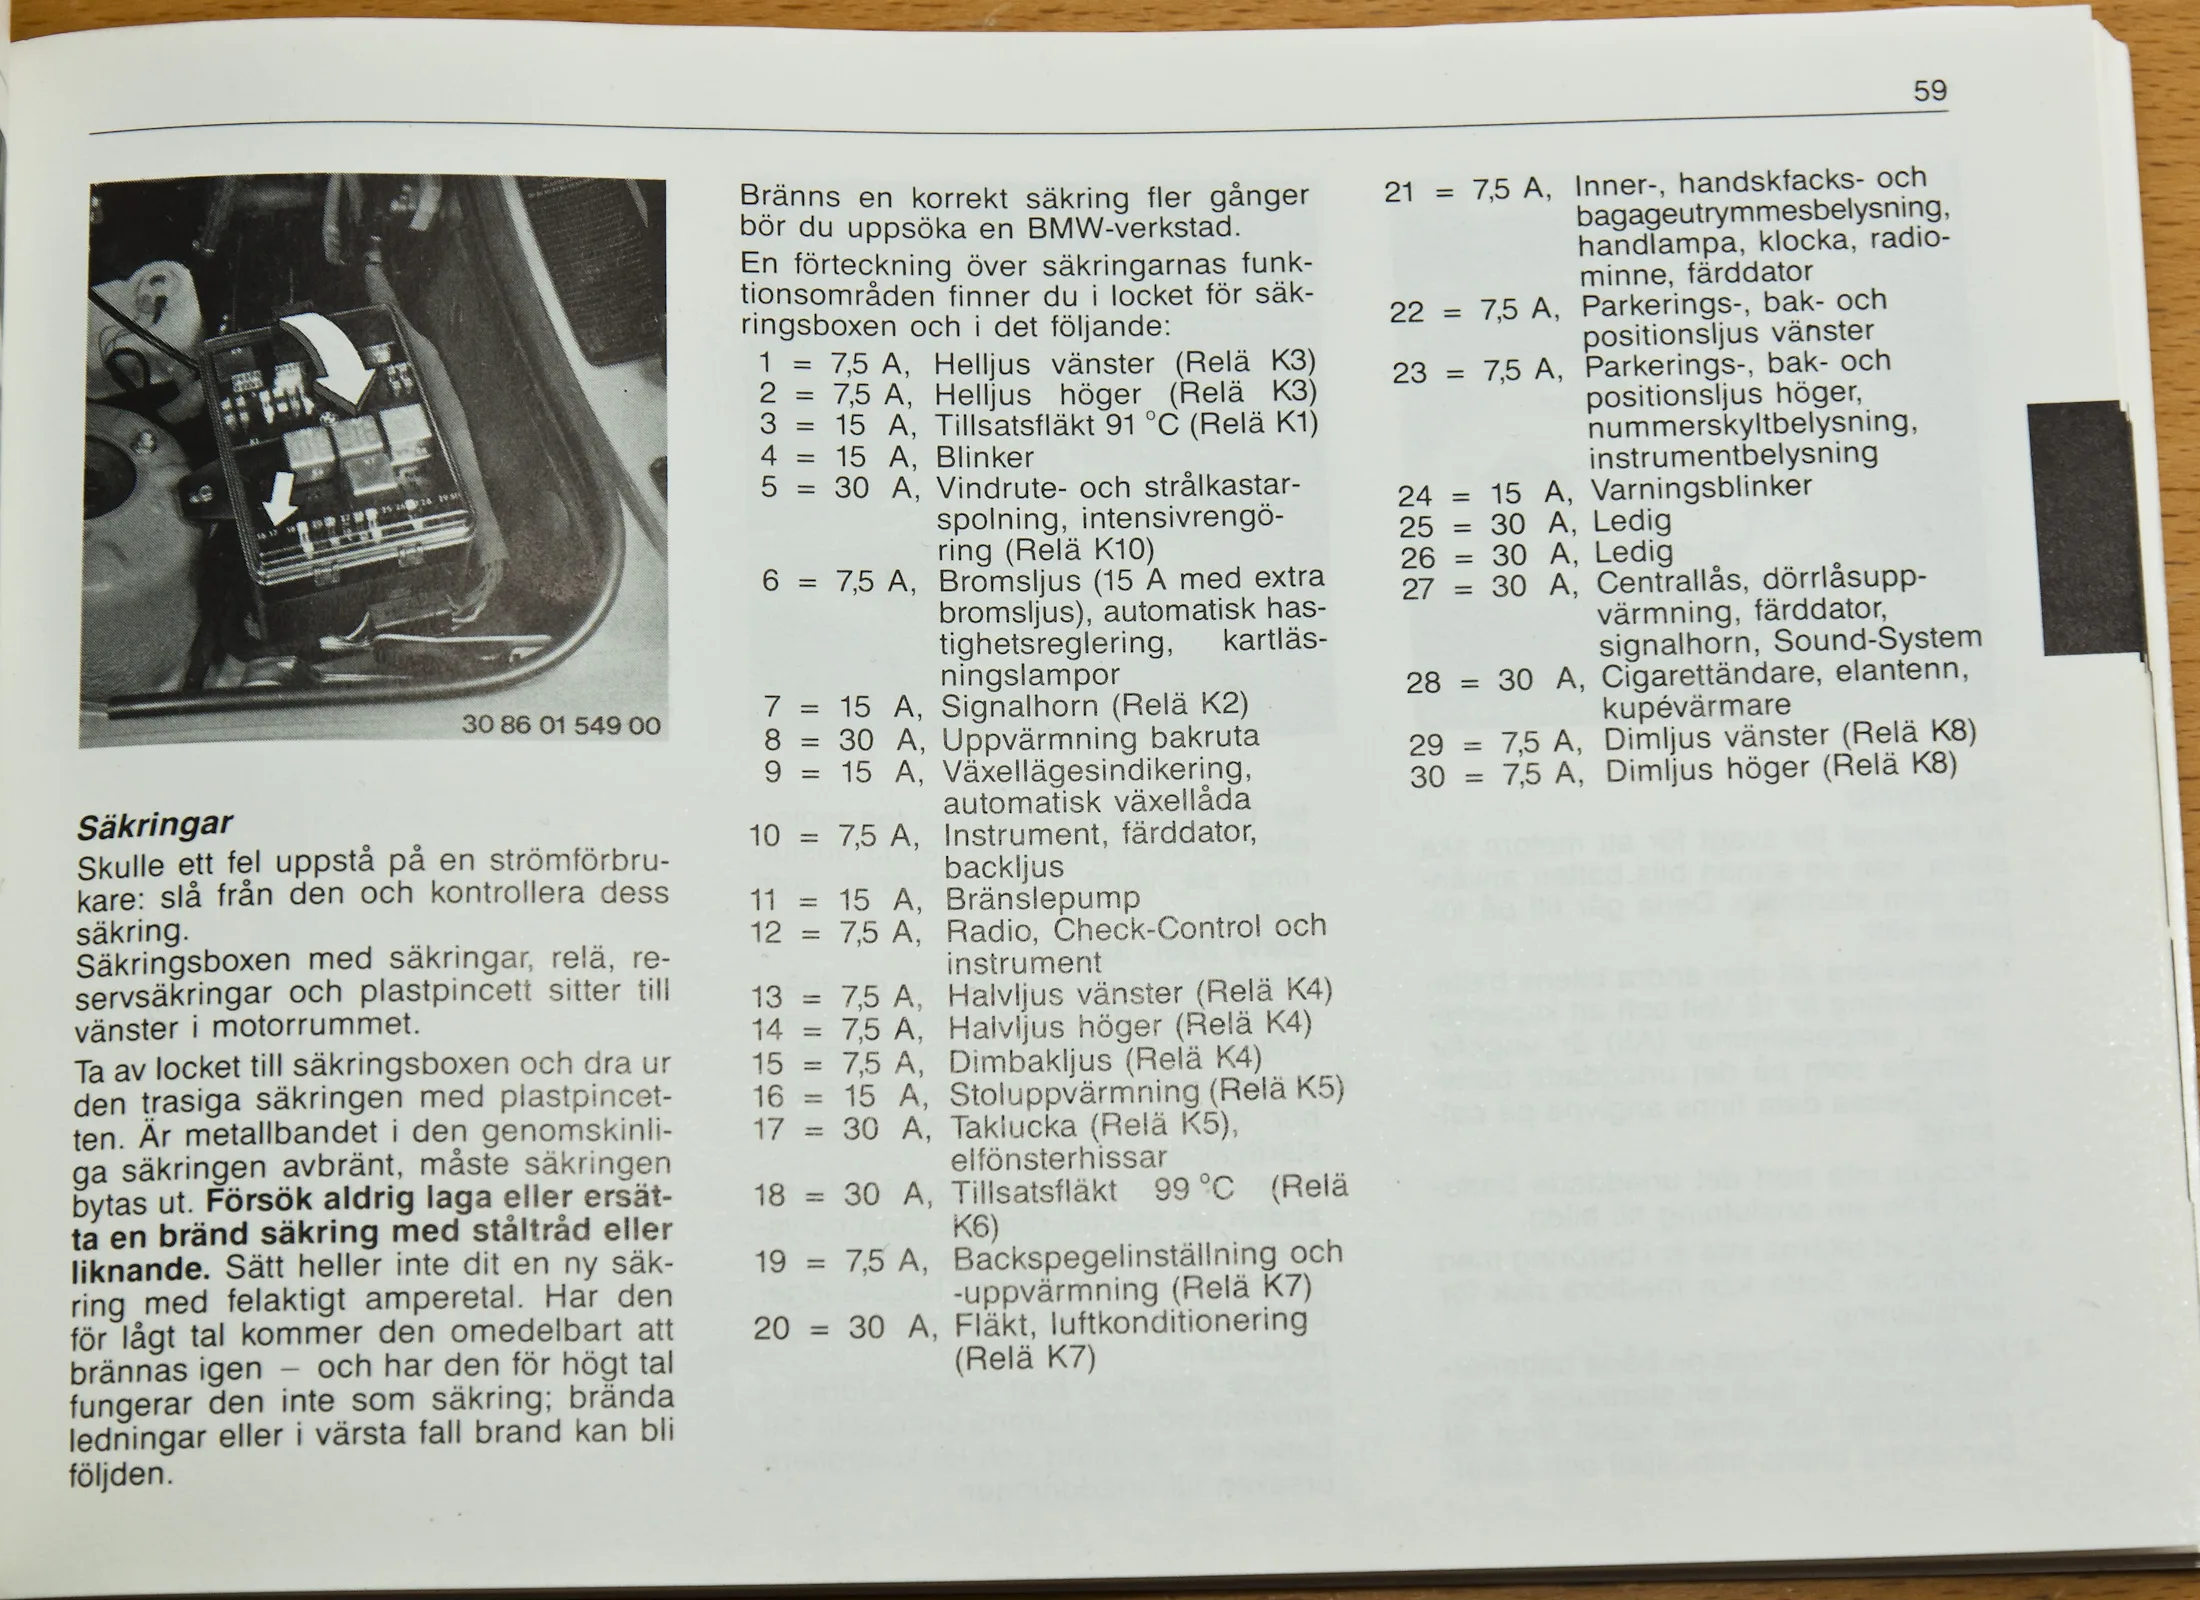 59
30 86 01 549 00
Säkringar
Skulle ett fel uppstå på en strömförbru-
kare: slå från den och kontrollera dess
säkring.
Säkringsboxen med säkringar, relä, re-
servsäkringar och plastpincett sitter till
vänster i motorrummet.
Ta av locket till säkringsboxen och dra ur
den trasiga säkringen med plastpincet-
ten. Är metallbandet i den genomskinli-
ga säkringen avbränt, måste säkringen
bytas ut. Försök aldrig laga eller ersät-
ta en bränd säkring med ståltråd eller
liknande. Sätt heller inte dit en ny säk-
ring med felaktigt amperetal. Har den
för lågt tal kommer den omedelbart att
brännas igen – och har den för högt tal
fungerar den inte som säkring; brända
ledningar eller i värsta fall brand kan bli
följden.
Bränns en korrekt säkring fler gånger
bör du uppsöka en BMW-verkstad.
En förteckning över säkringarnas funk-
tionsområden finner du i locket för säk-
ringsboxen och i det följande:
1 = 7,5 A, Helljus vänster (Relä K3)
2 = 7,5 A, Helljus höger (Relä K3)
3 = 15 A, Tillsatsfläkt 91 °C (Relä K1)
4 = 15 A, Blinker
5 = 30 A, Vindrute- och strålkastar-
spolning, intensivrengö-
ring (Relä K10)
6 = 7,5 A, Bromsljus (15 A med extra
bromsljus), automatisk has-
tighetsreglering, kartläs-
ningslampor
7 = 15 A, Signalhorn (Relä K2)
8 = 30 A, Uppvärmning bakruta
9 = 15 A, Växellägesindikering,
automatisk växellåda
10 = 7,5 A, Instrument, färddator,
backljus
11 = 15 A, Bränslepump
12 = 7,5 A, Radio, Check-Control och
instrument
13 = 7,5 A, Halvljus vänster (Relä K4)
14 = 7,5 A, Halvljus höger (Relä K4)
15 = 7,5 A, Dimbakljus (Relä K4)
16 = 15 A, Stoluppvärmning (Relä K5)
17 = 30 A, Taklucka (Relä K5),
elfönsterhissar
18 = 30 A, Tillsatsfläkt 99 °C (Relä
K6)
19 = 7,5 A, Backspegelinställning och
-uppvärmning (Relä K7)
20 = 30 A, Fläkt, luftkonditionering
(Relä K7)
21 = 7,5 A, Inner-, handskfacks- och
bagageutrymmesbelysning,
handlampa, klocka, radio-
minne, färddator
22 = 7,5 A, Parkerings-, bak- och
positionsljus vänster
23 = 7,5 A, Parkerings-, bak- och
positionsljus höger,
nummerskyltbelysning,
instrumentbelysning
24 = 15 A, Varningsblinker
25 = 30 A, Ledig
26 = 30 A, Ledig
27 = 30 A, Centrallås, dörrlåsupp-
värmning, färddator,
signalhorn, Sound-System
28 = 30 A, Cigarettändare, elantenn,
kupévärmare
29 = 7,5 A, Dimljus vänster (Relä K8)
30 = 7,5 A, Dimljus höger (Relä K8)